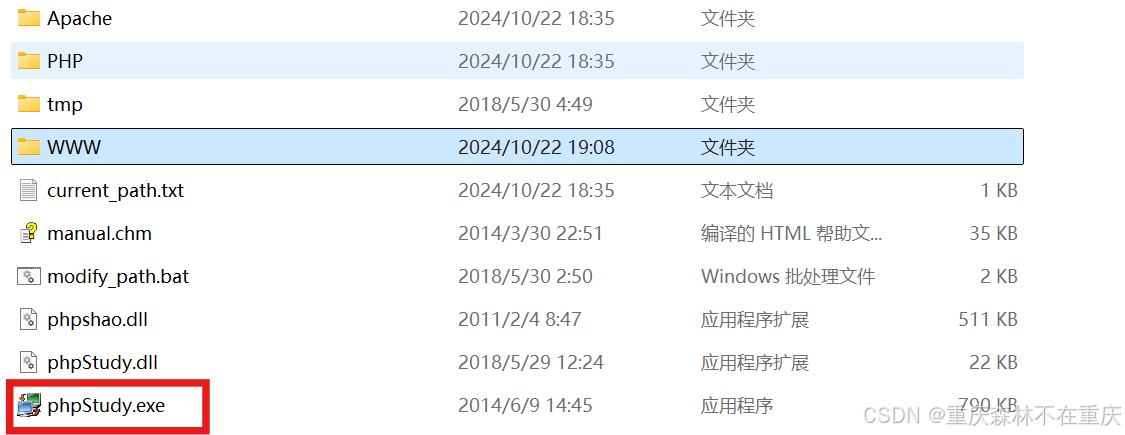 Apache 2024/10/22 18:35 文件夹
PHP 2024/10/22 18:35 文件夹
tmp 2018/5/30 4:49 文件夹
WWW 2024/10/22 19:08 文件夹
current_path.txt 2024/10/22 18:35 文本文档 1 KB
manual.chm 2014/3/30 22:51 编译的 HTML 帮助文... 35 KB
modify_path.bat 2018/5/30 2:50 Windows 批处理文件 2 KB
phpshao.dll 2011/2/4 8:47 应用程序扩展 511 KB
phpStudy.dll 2018/5/29 12:24 应用程序扩展 22 KB
phpStudy.exe 2014/6/9 14:45 应用程序 790 KB
CSDN @重庆森林不在重庆